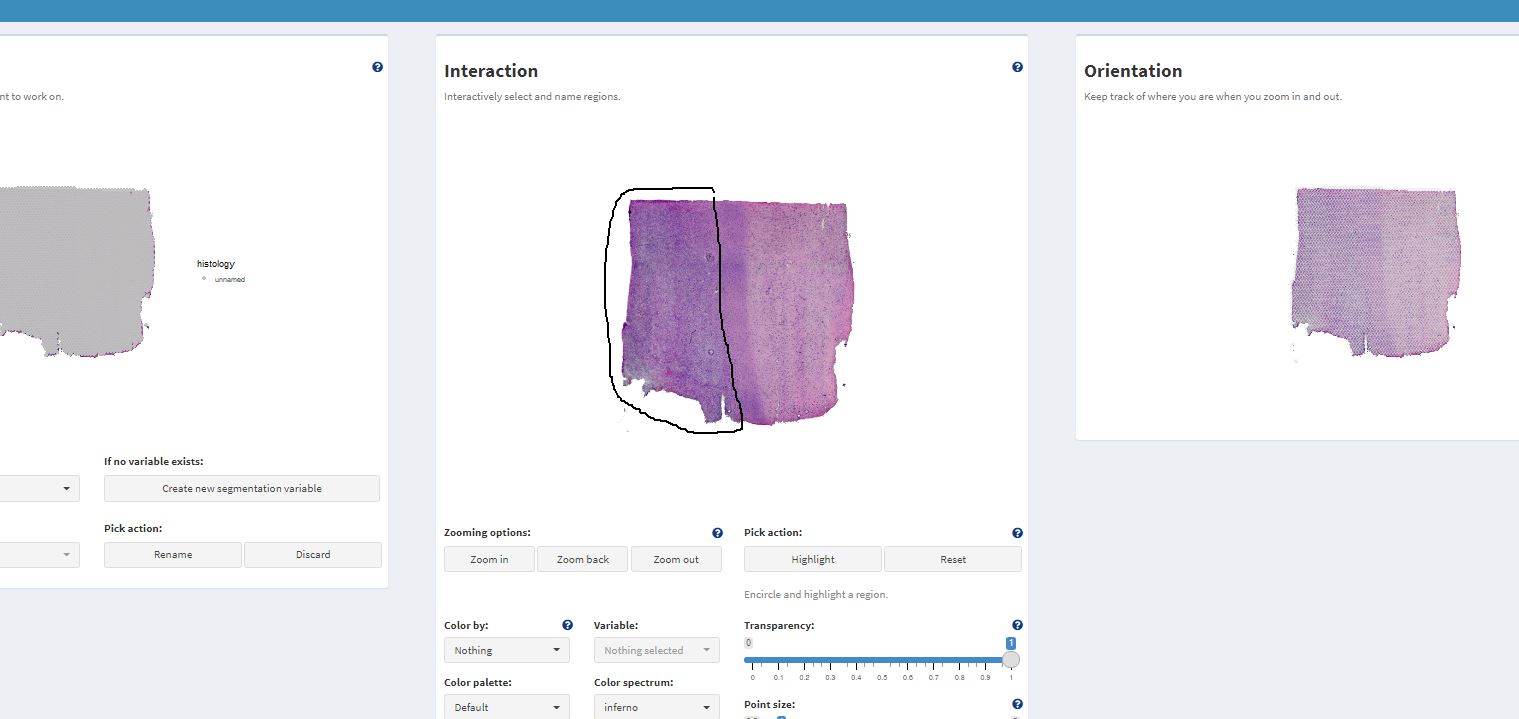 nt to work on.
histology
unnamed
If no variable exists:
Create new segmentation variable
Pick action:
Rename
Discard
Interaction
Interactively select and name regions.
Zooming options:
Zoom in
Zoom back
Zoom out
Pick action:
Highlight
Reset
Encircle and highlight a region.
Color by:
Nothing
Variable:
Nothing selected
Transparency:
0
1
0 0.1 0.2 0.3 0.4 0.5 0.6 0.7 0.8 0.9 1
Color palette:
Default
Color spectrum:
inferno
Point size:
Orientation
Keep track of where you are when you zoom in and out.